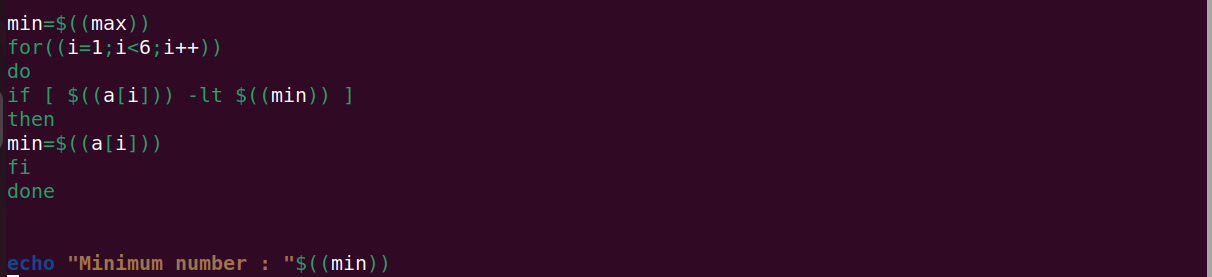 min=$((max))
for((i=1;i<6;i++))
do
if [ $((a[i])) -lt $((min)) ]
then
min=$((a[i]))
fi
done
echo "Minimum number : "$((min))